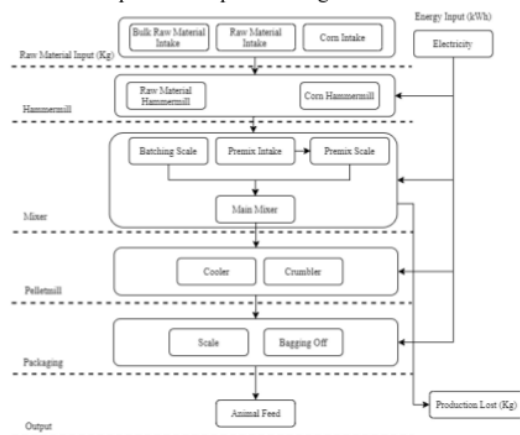 Energy Input (kWh)
Bulk Raw Material
Intake
Raw Material
Intake
Corn Intake
Electricity
Raw Material Input (Kg)
Raw Material
Hammermill
Corn Hammermill
Hammermill
Batching Scale
Premix Intake
Premix Scale
Main Mixer
Mixer
Cooler
Crumbler
Pelletmill
Scale
Bagging Off
Packaging
Production Lost (Kg)
Animal Feed
Output